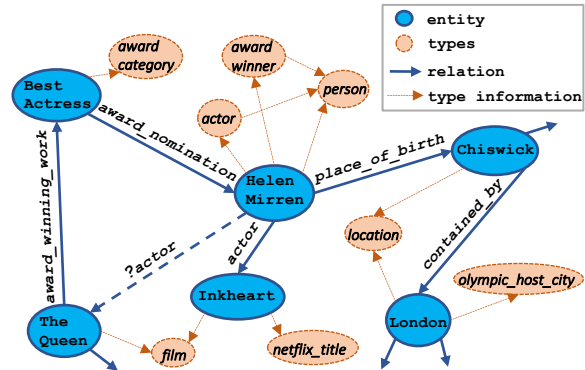 entity
types
relation
type information
award
category
award
winner
person
actor
Best
Actress
award_nomination
place_of_birth
Chiswick
Helen
Mirren
award_winning_work
?actor
actor
contained_by
location
olympic_host_city
Inkheart
London
The
Queen
film
netflix_title